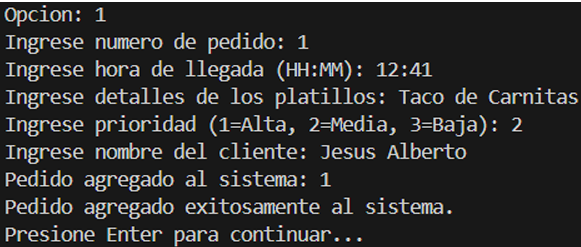 Opcion: 1
Ingrese numero de pedido: 1
Ingrese hora de llegada (HH:MM): 12:41
Ingrese detalles de los platillos: Taco de Carnitas
Ingrese prioridad (1=Alta, 2=Media, 3=Baja): 2
Ingrese nombre del cliente: Jesus Alberto
Pedido agregado al sistema: 1
Pedido agregado exitosamente al sistema.
Presione Enter para continuar...